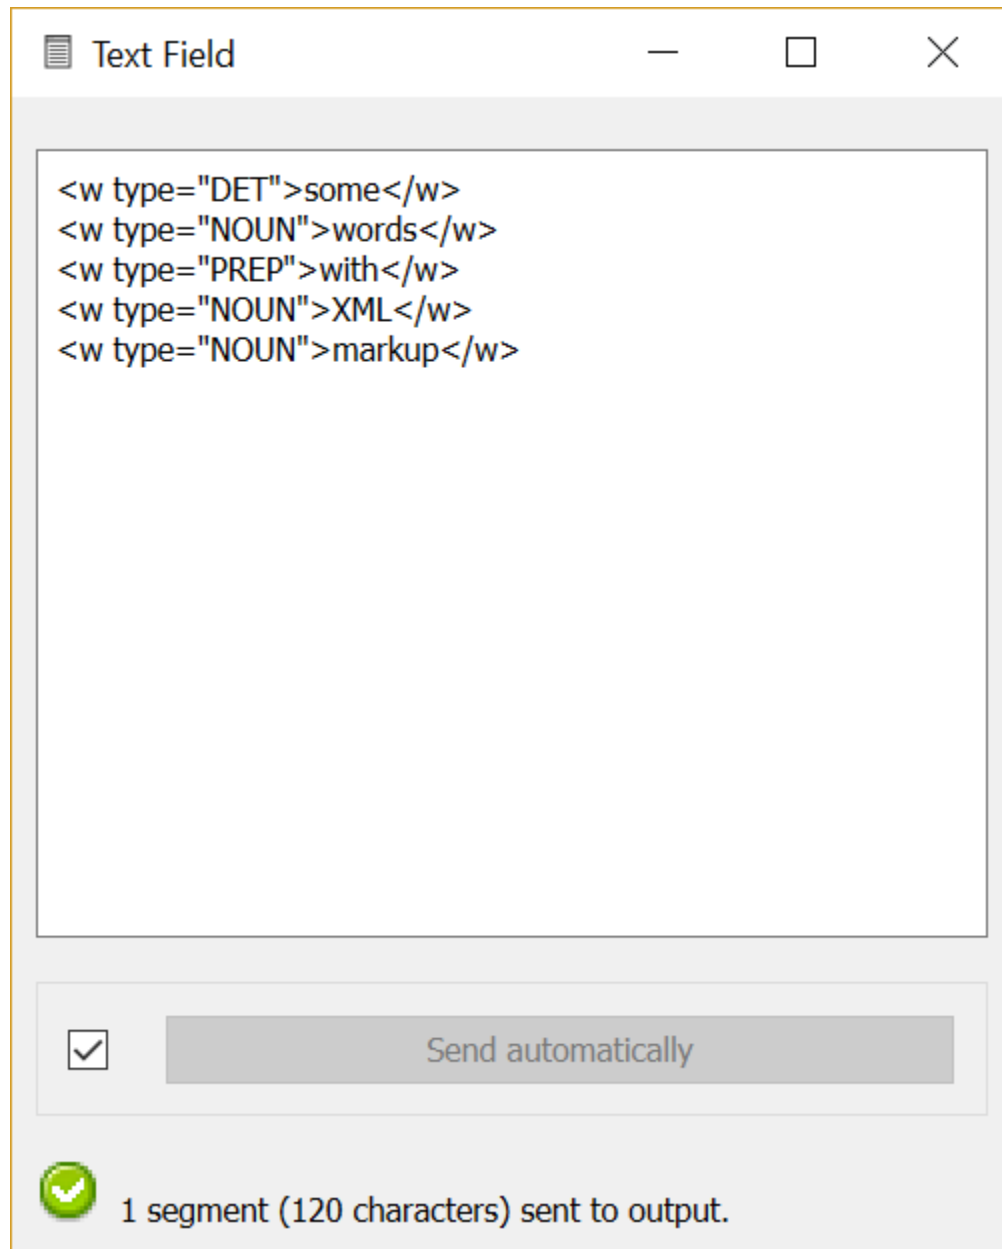 Text Field
<w type="DET">some</w>
<w type="NOUN">words</w>
<w type="PREP">with</w>
<w type="NOUN">XML</w>
<w type="NOUN">markup</w>
Send automatically
1 segment (120 characters) sent to output.